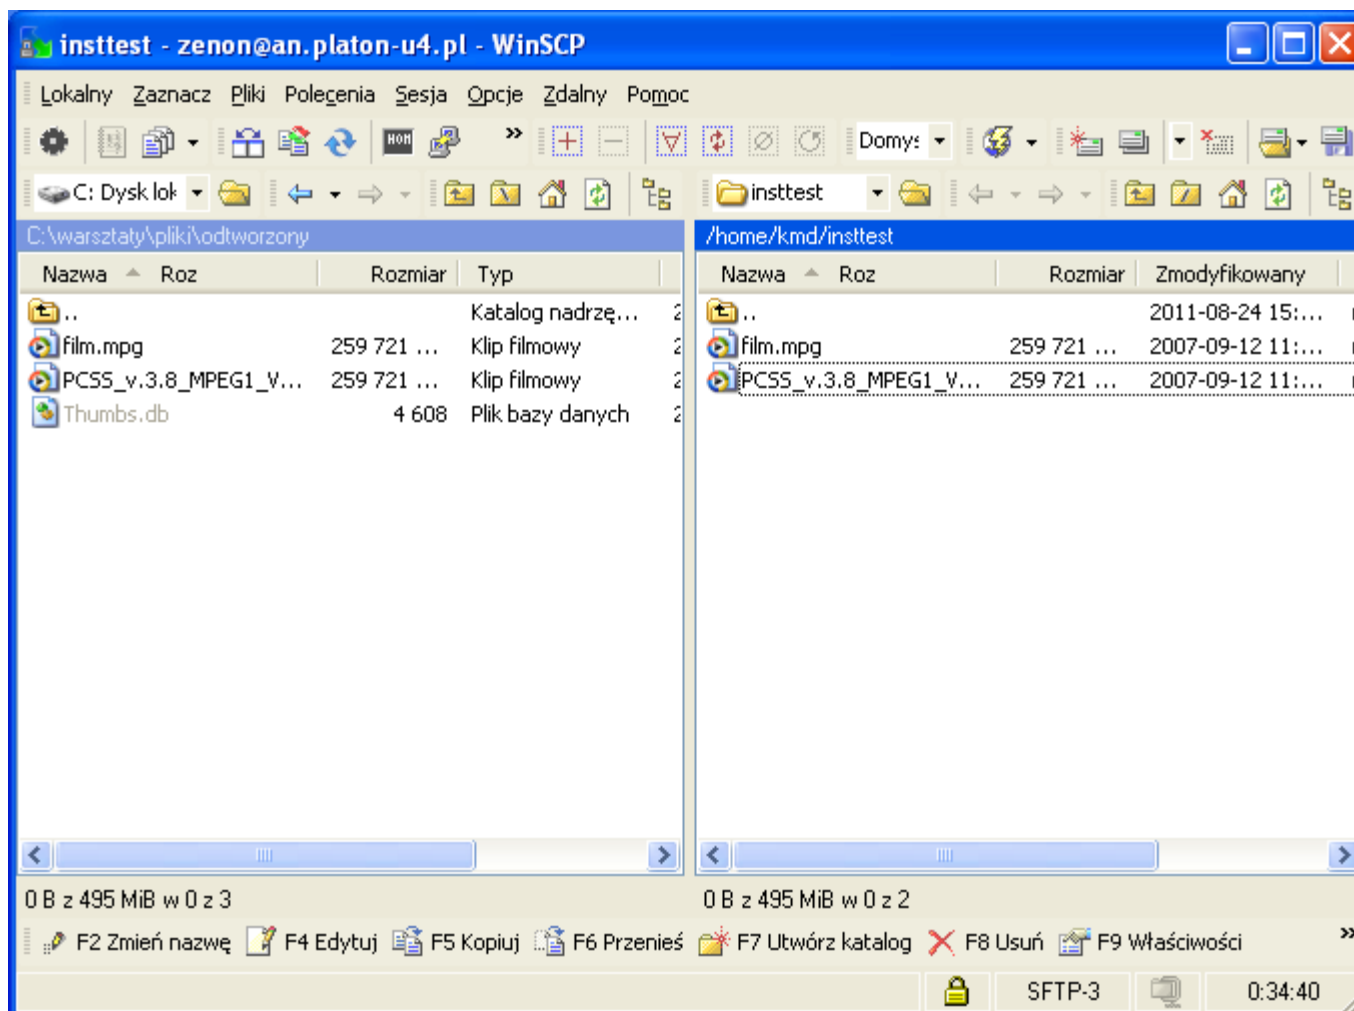 insttest - zenon@an.platon-u4.pl - WinSCP
Lokalny Zaznacz Pliki Polecenia Sesja Opcje Zdalny Pomoc
Domyś
C: Dysk lok insttest
C:\warsztaty\pliki\odtworzony /home/kmd/insttest
Nazwa Roz Rozmiar Typ Nazwa Roz Rozmiar Zmodyfikowany
.. Katalog nadrzę... 2 .. 2011-08-24 15:...
film.mpg 259 721 ... Klip filmowy 2 film.mpg 259 721 ... 2007-09-12 11:...
PCSS_v.3.8_MPEG1_V... 259 721 ... Klip filmowy 2 PCSS_v.3.8_MPEG1_V... 259 721 ... 2007-09-12 11:...
Thumbs.db 4 608 Plik bazy danych 2
0 B z 495 MiB w 0 z 3 0 B z 495 MiB w 0 z 2
F2 Zmień nazwę F4 Edytuj F5 Kopiuj F6 Przenieś F7 Utwórz katalog F8 Usuń F9 Właściwości
SFTP-3 0:34:40